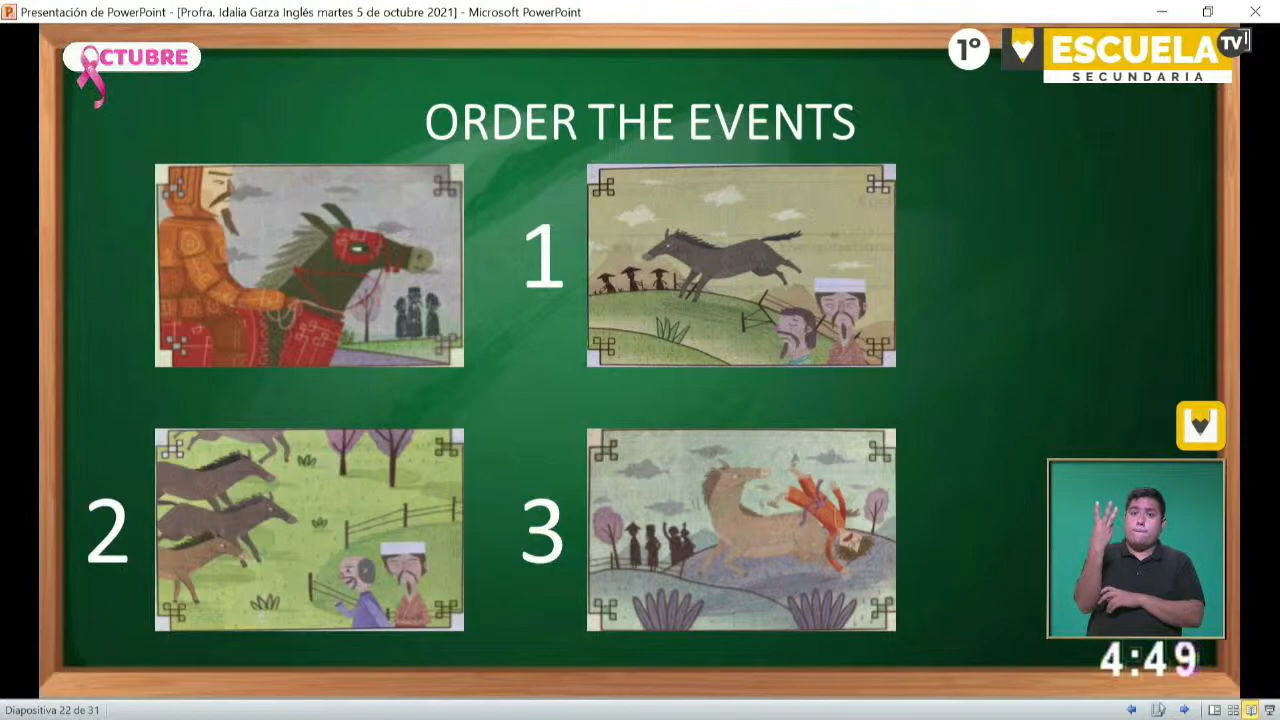 Presentación de PowerPoint - [Profra. Idalia Garza Inglés martes 5 de octubre 2021] - Microsoft PowerPoint
OCTUBRE
1º
ESCUELA TV
SECUNDARIA
ORDER THE EVENTS
1
2
3
4:49
Diapositiva 22 de 31